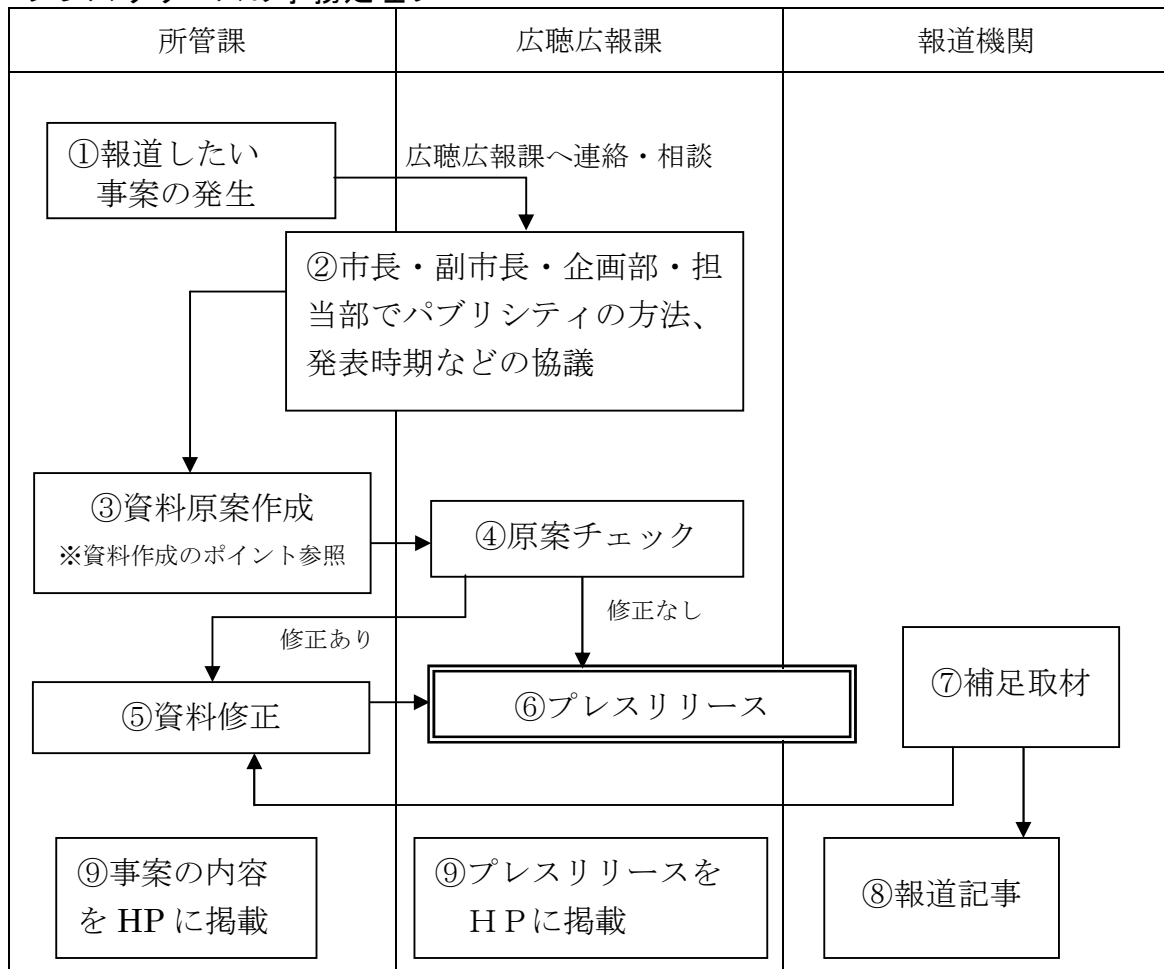 所管課
広聴広報課
報道機関
①報道したい
事案の発生
広聴広報課へ連絡・相談
②市長・副市長・企画部・担
当部でパブリシティの方法、
発表時期などの協議
③資料原案作成
※資料作成のポイント参照
④原案チェック
修正あり
修正なし
⑤資料修正
⑥プレスリリース
⑦補足取材
⑧報道記事
⑨事案の内容
を HP に掲載
⑨プレスリリースを
ＨＰに掲載